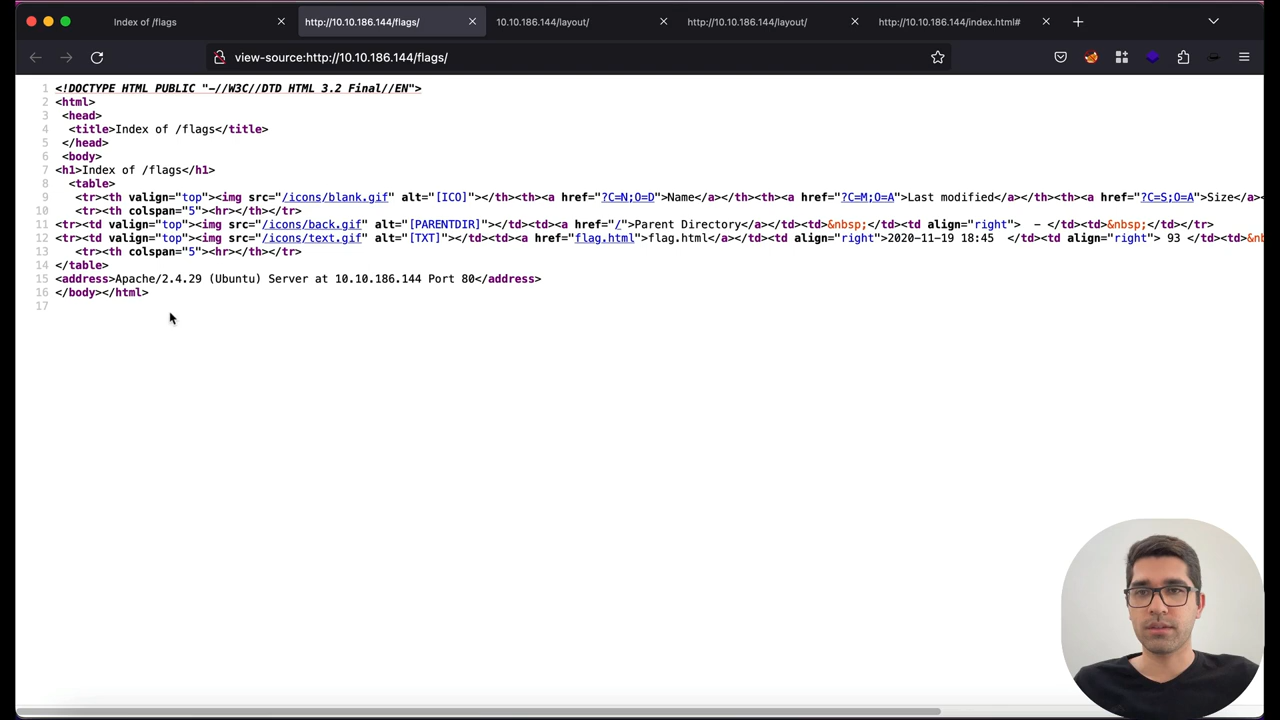 Index of /flags
http://10.10.186.144/flags/
10.10.186.144/layout/
http://10.10.186.144/layout/
http://10.10.186.144/index.html#
view-source:http://10.10.186.144/flags/
1 <!DOCTYPE HTML PUBLIC "-//W3C//DTD HTML 3.2 Final//EN">
2 <html>
3 <head>
4 <title>Index of /flags</title>
5 </head>
6 <body>
7 <h1>Index of /flags</h1>
8 <table>
9 <tr><th valign="top"><img src="/icons/blank.gif" alt="[ICO]"></th><th><a href="?C=N;O=D">Name</a></th><th><a href="?C=M;O=A">Last modified</a></th><th><a href="?C=S;O=A">Size</a><
10 <tr><th colspan="5"><hr></th></tr>
11 <tr><td valign="top"><img src="/icons/back.gif" alt="[PARENTDIR]"></td><td><a href="/">Parent Directory</a></td><td>&nbsp;</td><td align="right">  - </td><td>&nbsp;</td></tr>
12 <tr><td valign="top"><img src="/icons/text.gif" alt="[TXT]"></td><td><a href="flag.html">flag.html</a></td><td align="right">2020-11-19 18:45  </td><td align="right"> 93 </td><td>&nb
13 <tr><th colspan="5"><hr></th></tr>
14 </table>
15 <address>Apache/2.4.29 (Ubuntu) Server at 10.10.186.144 Port 80</address>
16 </body></html>
17